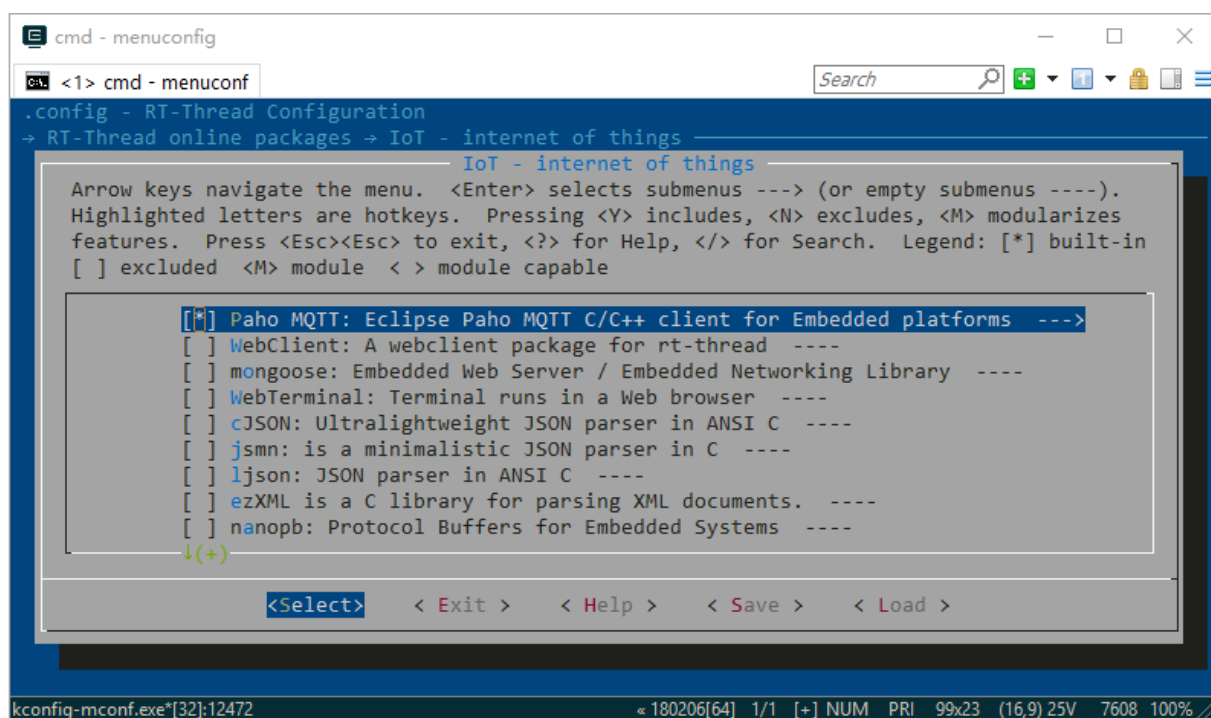 cmd - menuconfig
<1> cmd - menuconf
Search
.config - RT-Thread Configuration
→ RT-Thread online packages → IoT - internet of things
IoT - internet of things
Arrow keys navigate the menu.  <Enter> selects submenus ---> (or empty submenus ----).
Highlighted letters are hotkeys.  Pressing <Y> includes, <N> excludes, <M> modularizes
features.  Press <Esc><Esc> to exit, <?> for Help, </> for Search.  Legend: [*] built-in
[ ] excluded  <M> module  < > module capable
[*] Paho MQTT: Eclipse Paho MQTT C/C++ client for Embedded platforms  --->
[ ] WebClient: A webclient package for rt-thread  ----
[ ] mongoose: Embedded Web Server / Embedded Networking Library  ----
[ ] WebTerminal: Terminal runs in a Web browser  ----
[ ] cJSON: Ultralightweight JSON parser in ANSI C  ----
[ ] jsmn: is a minimalistic JSON parser in C  ----
[ ] ljson: JSON parser in ANSI C  ----
[ ] ezXML is a C library for parsing XML documents.  ----
[ ] nanopb: Protocol Buffers for Embedded Systems  ----
↓(+)
<Select>    < Exit >    < Help >    < Save >    < Load >
kconfig-mconf.exe*[32]:12472    « 180206[64]  1/1  [+] NUM  PRI  99x23  (16,9) 25V  7608  100%